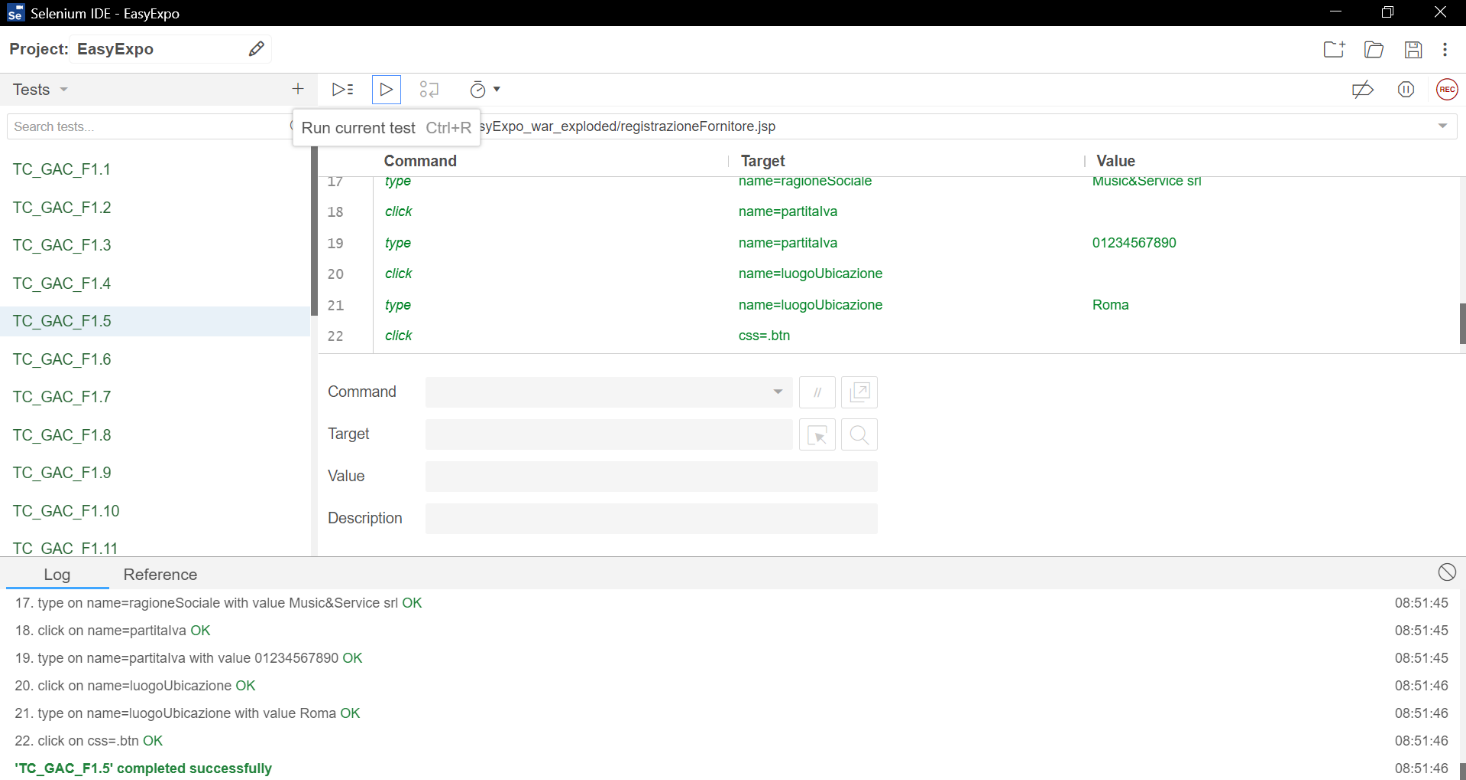 Selenium IDE - EasyExpo
Project: EasyExpo
Tests
Search tests...
Run current test Ctrl+R
syExpo_war_exploded/registrazioneFornitore.jsp
TC_GAC_F1.1
TC_GAC_F1.2
TC_GAC_F1.3
TC_GAC_F1.4
TC_GAC_F1.5
TC_GAC_F1.6
TC_GAC_F1.7
TC_GAC_F1.8
TC_GAC_F1.9
TC_GAC_F1.10
TC_GAC_F1.11
REC
Command Target Value
17 type name=ragioneSociale Music&Service srl
18 click name=partitaIva
19 type name=partitaIva 01234567890
20 click name=luogoUbicazione
21 type name=luogoUbicazione Roma
22 click css=.btn
Command
//
Target
Value
Description
Log Reference
17. type on name=ragioneSociale with value Music&Service srl OK 08:51:45
18. click on name=partitaIva OK 08:51:45
19. type on name=partitaIva with value 01234567890 OK 08:51:45
20. click on name=luogoUbicazione OK 08:51:46
21. type on name=luogoUbicazione with value Roma OK 08:51:46
22. click on css=.btn OK 08:51:46
'TC_GAC_F1.5' completed successfully 08:51:46